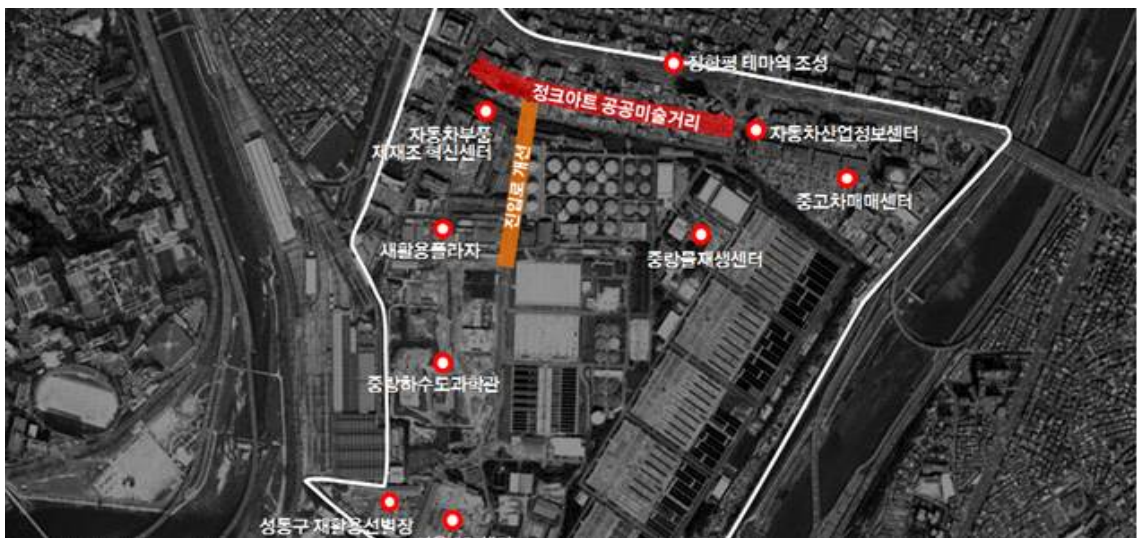 장한평 테마역 조성
정크아트 공공미술거리
자동차부품
재제조 혁신센터
자동차산업정보센터
진입로 개선
중고차매매센터
새활용플라자
중랑물재생센터
중랑하수도과학관
성동구 재활용선별장